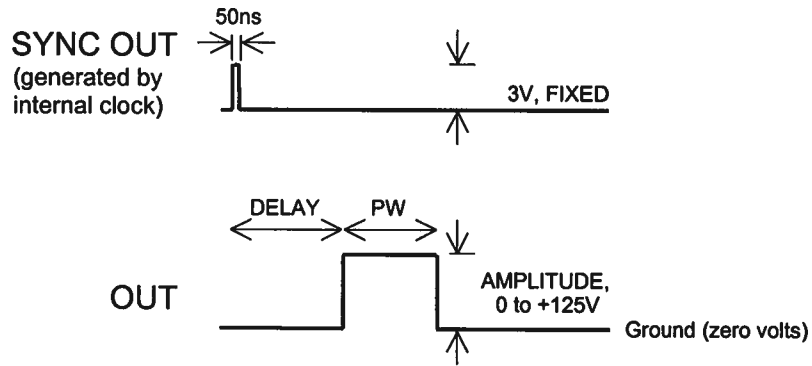 50ns
SYNC OUT
(generated by
internal clock)
3V, FIXED
DELAY
PW
OUT
AMPLITUDE,
0 to +125V
Ground (zero volts)